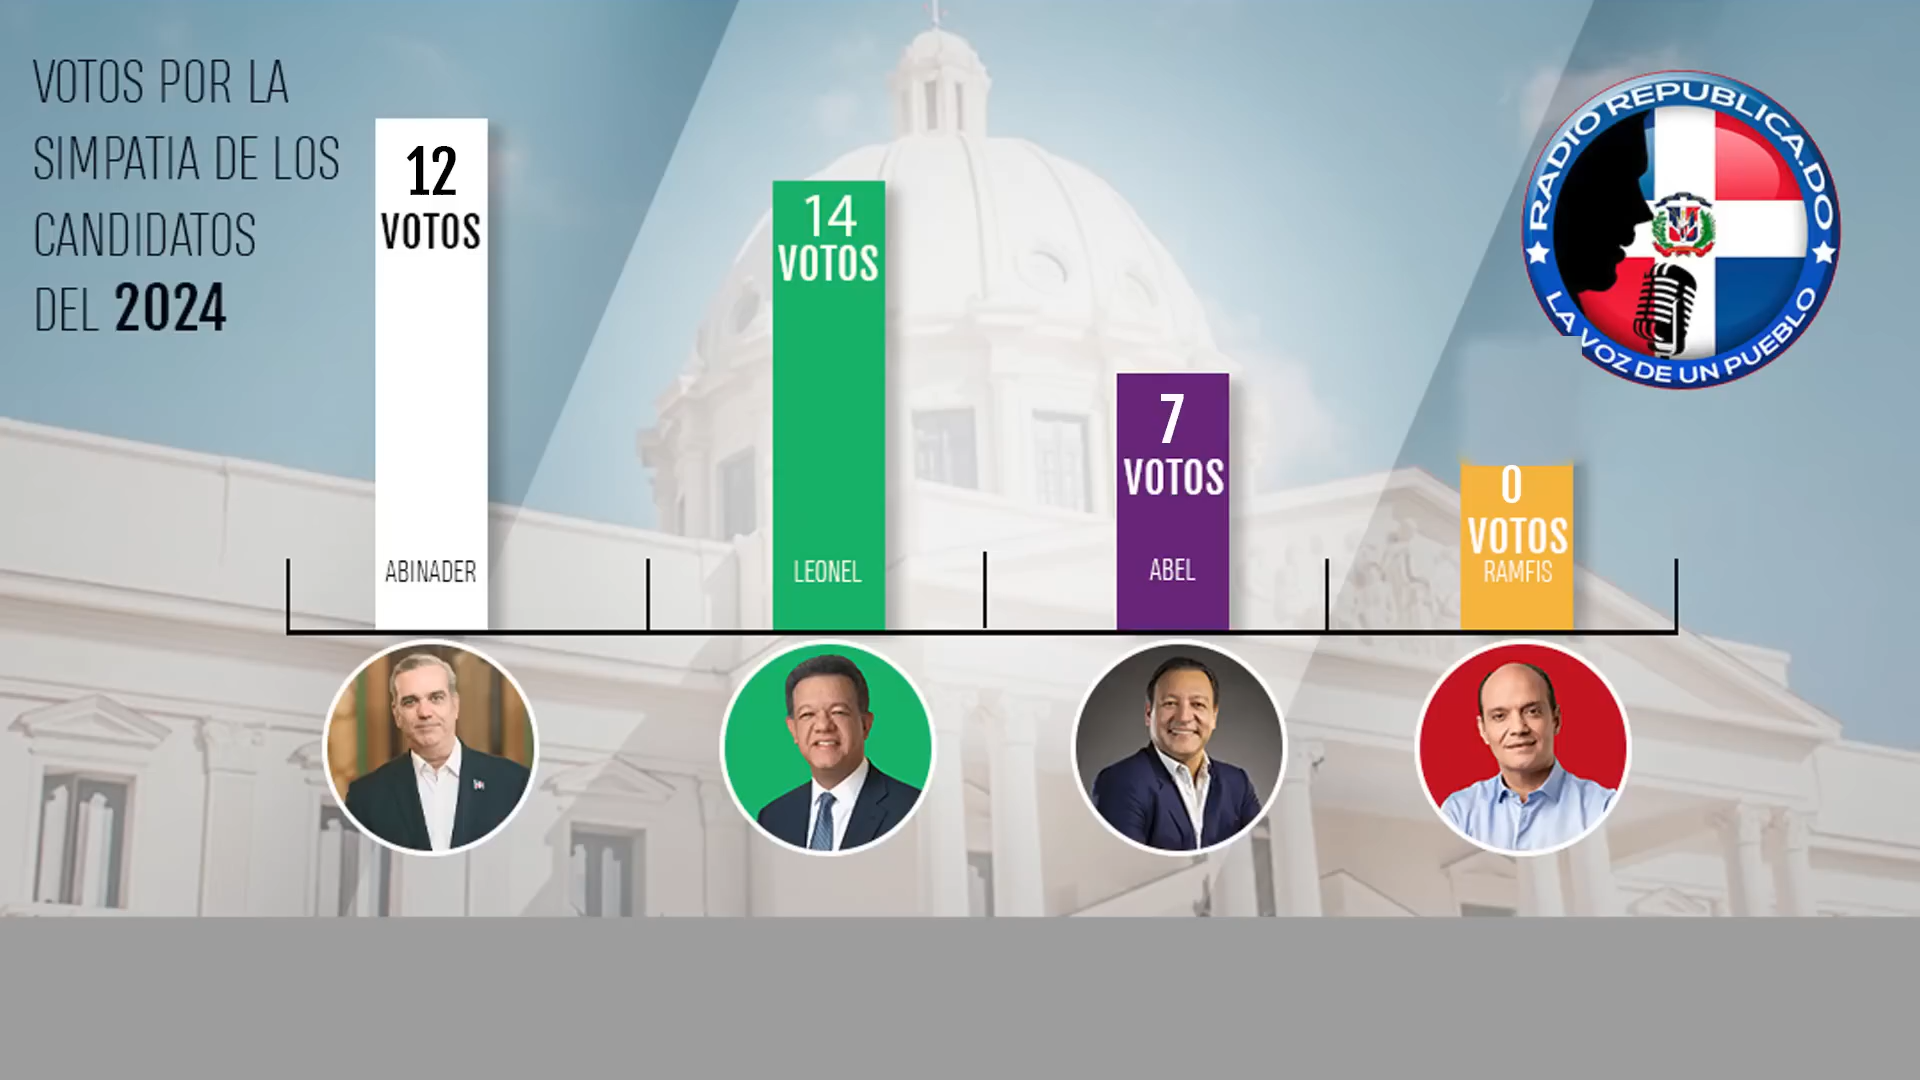 VOTOS POR LA
SIMPATIA DE LOS
CANDIDATOS
DEL 2024
12
VOTOS
ABINADER
14
VOTOS
LEONEL
7
VOTOS
ABEL
0
VOTOS
RAMFIS
RADIO REPUBLICA.DO
LA VOZ DE UN PUEBLO